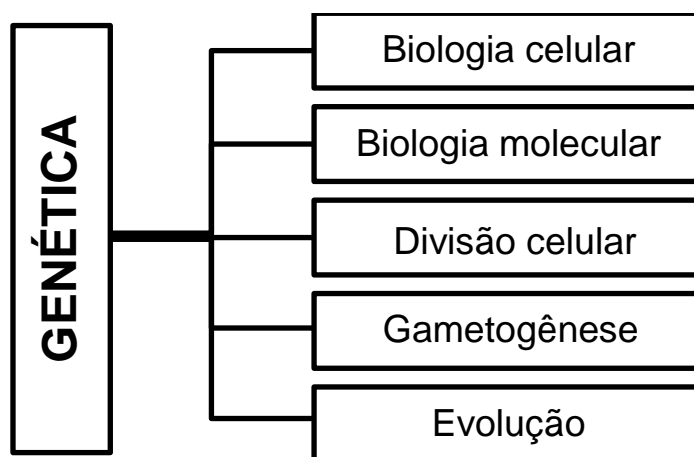 GENÉTICA
Biologia celular
Biologia molecular
Divisão celular
Gametogênese
Evolução